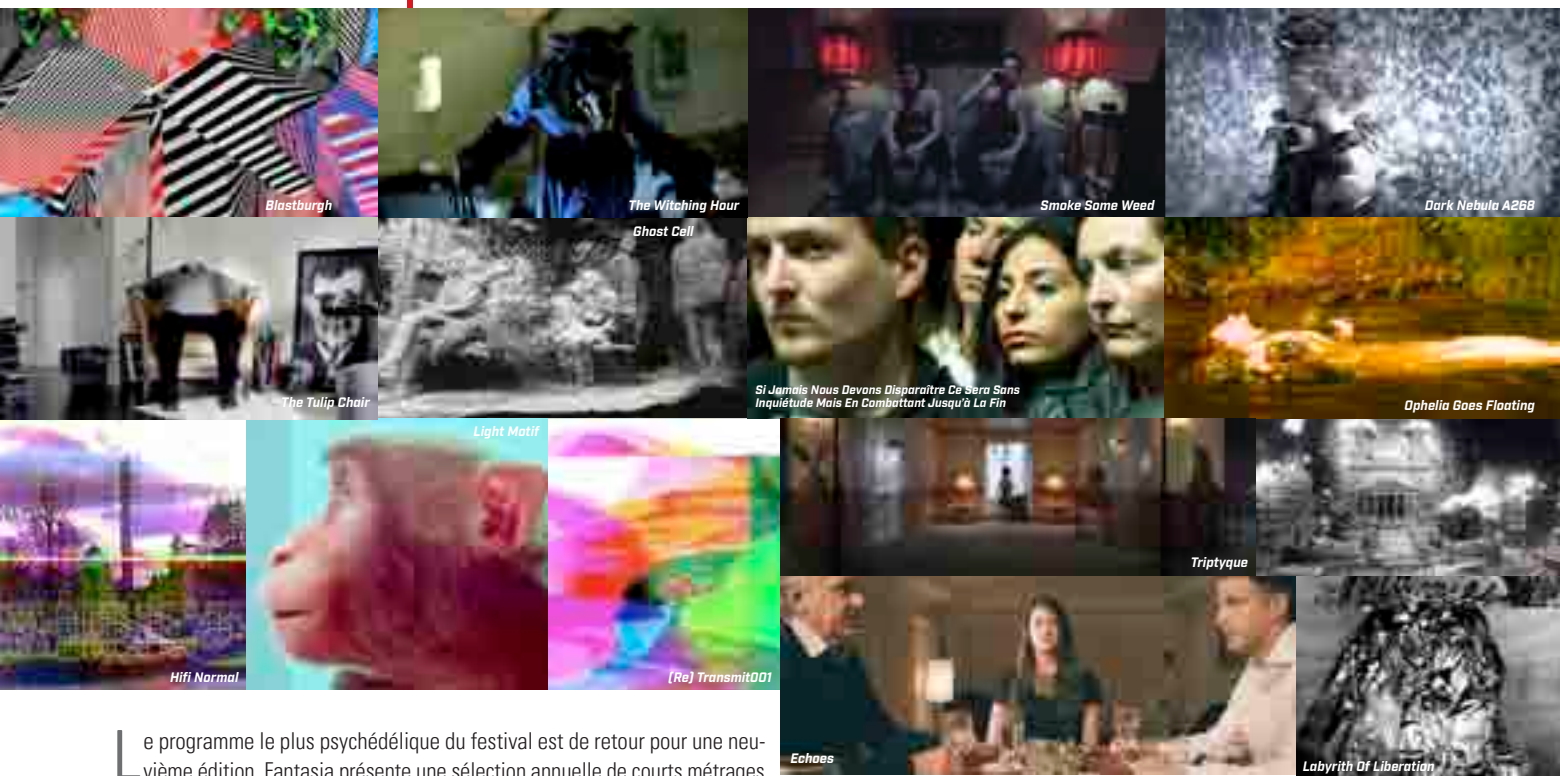 Blastburgh
The Witching Hour
Smoke Some Weed
Dark Nebula A268
Ghost Cell
The Tulip Chair
Si Jamais Nous Devons Disparaître Ce Sera Sans
Inquiétude Mais En Combattant Jusqu'à La Fin
Ophelia Goes Floating
Light Motif
Triptyque
Hifi Normal
(Re) Transmit001
Echoes
Labyrith Of Liberation
Le programme le plus psychédélique du festival est de retour pour une neu-
vième édition. Fantasia présente une sélection annuelle de courts métrages